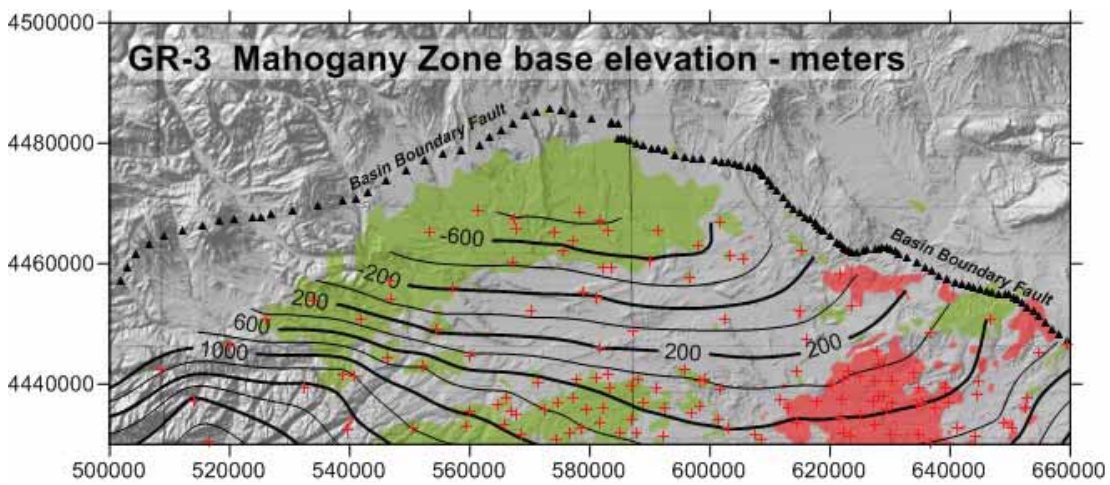 4500000
GR-3 Mahogany Zone base elevation - meters
4480000
Basin Boundary Fault
Basin Boundary Fault
-600
4460000
-200
200
600
200
200
1000
4440000
500000 520000 540000 560000 580000 600000 620000 640000 660000